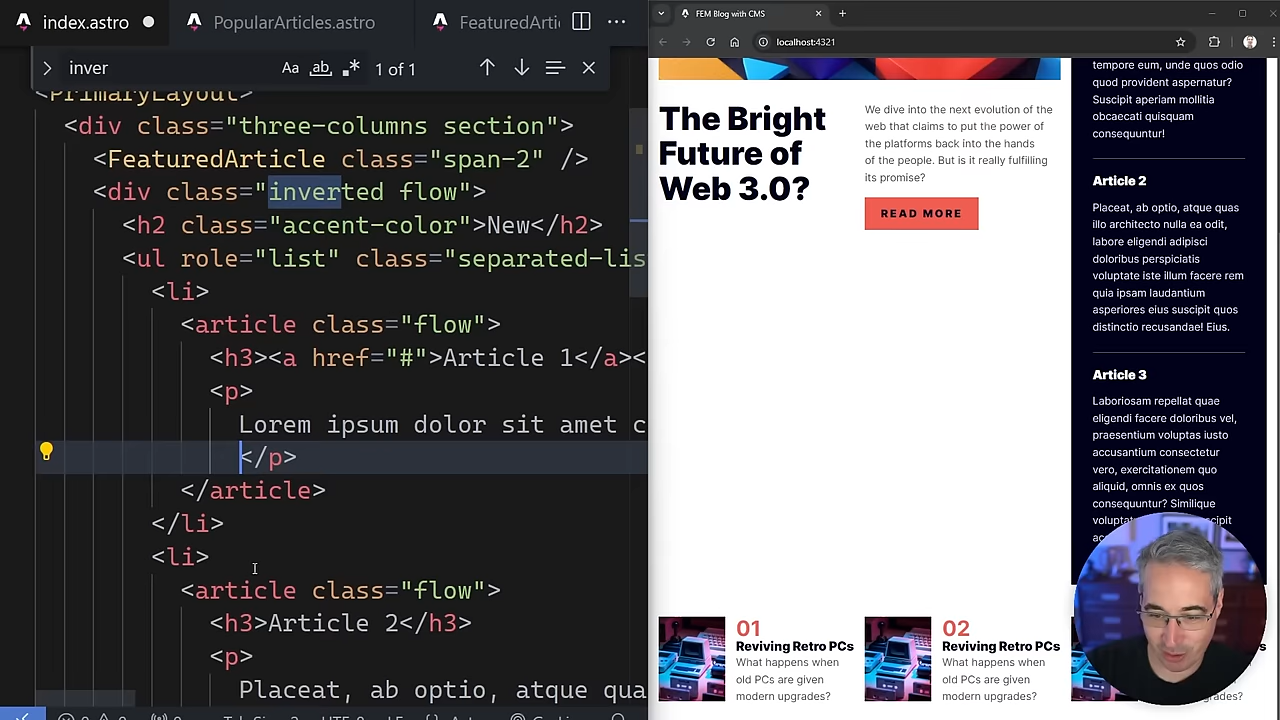 index.astro
PopularArticles.astro
FeaturedArti
inver
Aa
ab
1 of 1
<PrimaryLayout>
<div class="three-columns section">
<FeaturedArticle class="span-2" />
<div class="inverted flow">
<h2 class="accent-color">New</h2>
<ul role="list" class="separated-lis
<li>
<article class="flow">
<h3><a href="#">Article 1</a><
<p>
Lorem ipsum dolor sit amet c
</p>
</article>
</li>
<li>
<article class="flow">
<h3>Article 2</h3>
<p>
Placeat, ab optio, atque qua
FEM Blog with CMS
localhost:4321
The Bright
Future of
Web 3.0?
We dive into the next evolution of the
web that claims to put the power of
the platforms back into the hands
of the people. But is it really fulfilling
its promise?
READ MORE
tempore eum, unde quos odio
quod provident aspernatur?
Suscipit aperiam mollitia
obcaecati quisquam
consequuntur!
Article 2
Placeat, ab optio, atque quas
illo architecto nulla ea odit,
labore eligendi adipisci
doloribus perspiciatis
voluptate iste illum facere rem
quia ipsam laudantium
asperiores eius suscipit quos
distinctio recusandae! Eius.
Article 3
Laboriosam repellat quae
eligendi facere doloribus vel,
praesentium voluptas iusto
accusantium consectetur
vero, exercitationem quo
aliquid, omnis ex quos
consequuntur? Similique
01
Reviving Retro PCs
What happens when
old PCs are given
modern upgrades?
02
Reviving Retro PCs
What happens when
old PCs are given
modern upgrades?